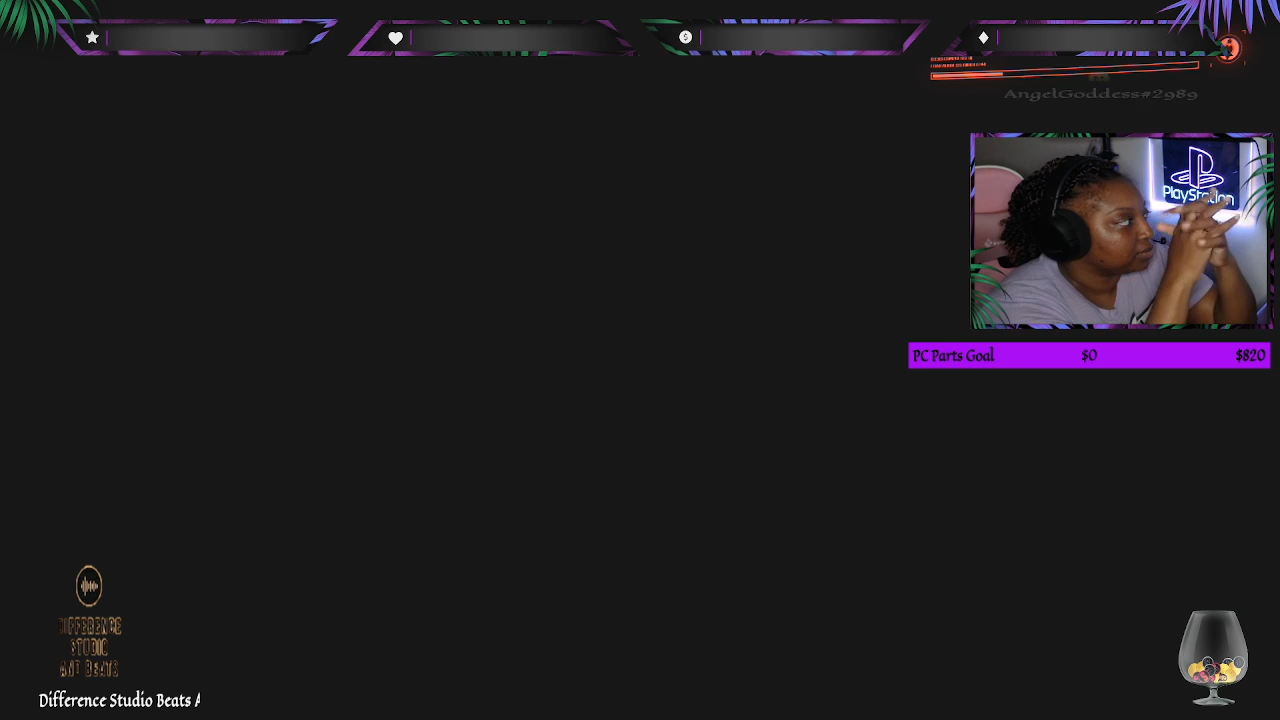 AngelGoddess#2989
PlayStation
PC Parts Goal $0 $820
DIFFERENCE
STUDIO
AND BEATS
Difference Studio Beats A